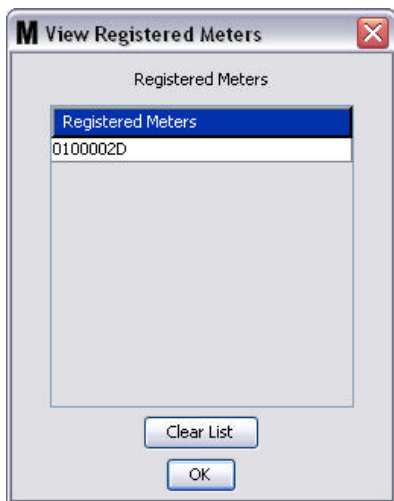 M View Registered Meters
Registered Meters
Registered Meters
0100002D
Clear List
OK